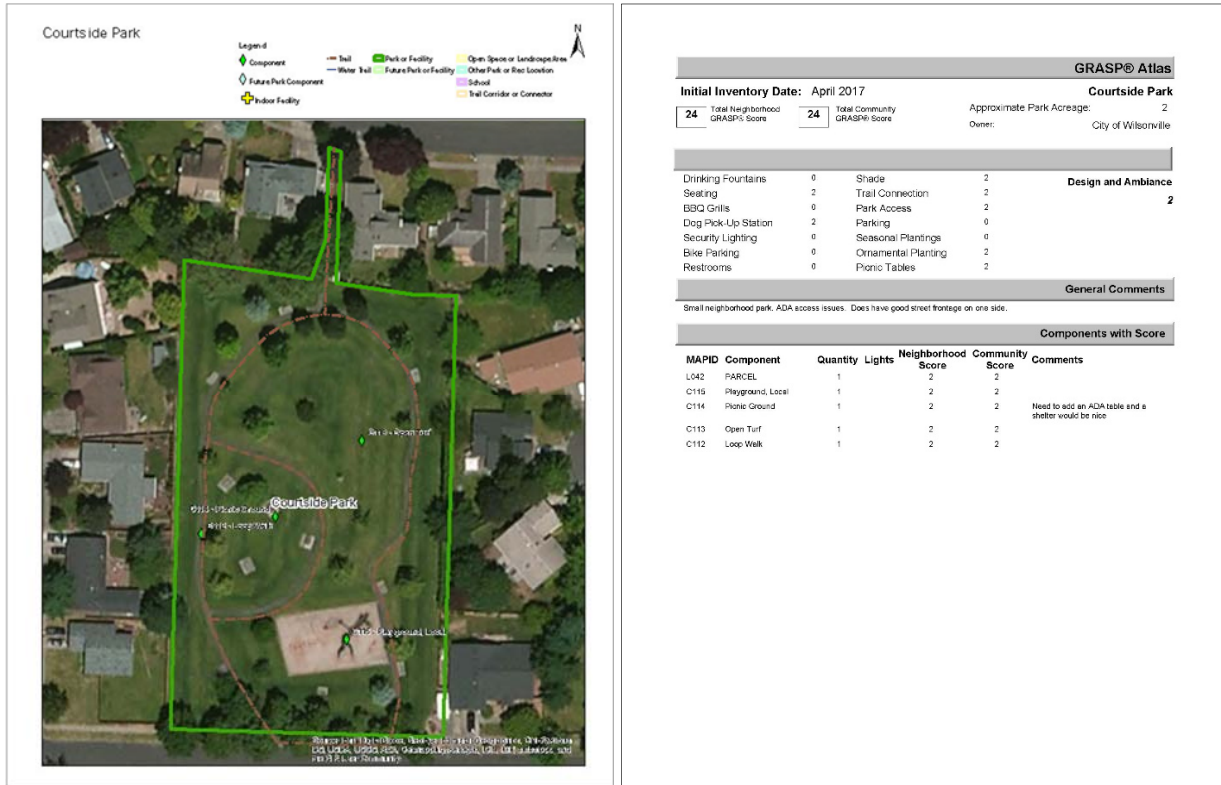 Courtside Park
N
Legend
Component
Future Park Component
Indoor Facility
Trail
Water Trail
Park or Facility
Future Park or Facility
Open Space or Landscape Area
Other Park or Rec Location
School
Trail Corridor or Connector
Courtside Park
Loop Walk
Playground, Local
GRASP® Atlas
Initial Inventory Date: April 2017 Courtside Park
24 Total Neighborhood GRASP® Score 24 Total Community GRASP® Score
Approximate Park Acreage: 2
Owner: City of Wilsonville
Drinking Fountains 0 Shade 2
Seating 2 Trail Connection 2
BBQ Grills 0 Park Access 2
Dog Pick-Up Station 2 Parking 0
Security Lighting 0 Seasonal Plantings 0
Bike Parking 0 Ornamental Planting 2
Restrooms 0 Picnic Tables 2
Design and Ambiance
2
General Comments
Small neighborhood park. ADA access issues. Does have good street frontage on one side.
Components with Score
MAPID Component Quantity Lights Neighborhood Score Community Score Comments
L042 PARCEL 1 2 2
C115 Playground, Local 1 2 2
C114 Picnic Ground 1 2 2 Need to add an ADA table and a
shelter would be nice
C113 Open Turf 1 2 2
C112 Loop Walk 1 2 2